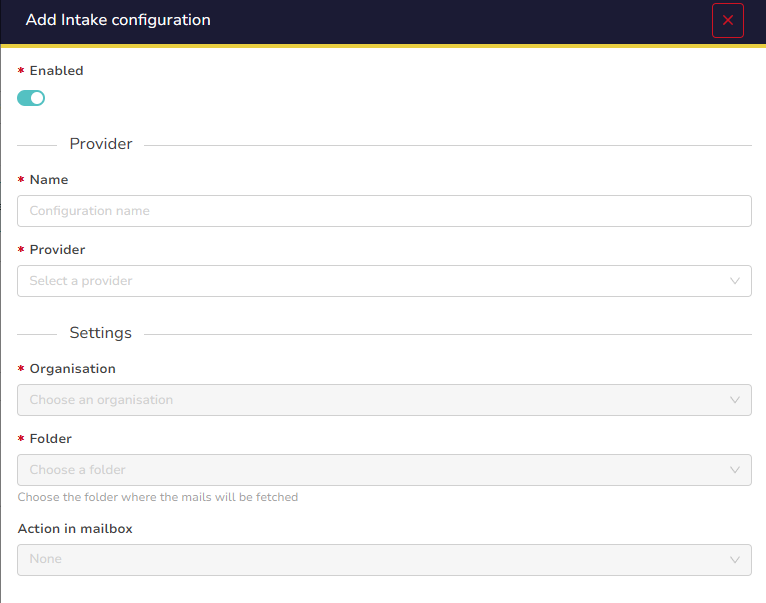 Add Intake configuration
* Enabled
Provider
* Name
Configuration name
* Provider
Select a provider
Settings
* Organisation
Choose an organisation
* Folder
Choose a folder
Choose the folder where the mails will be fetched
Action in mailbox
None